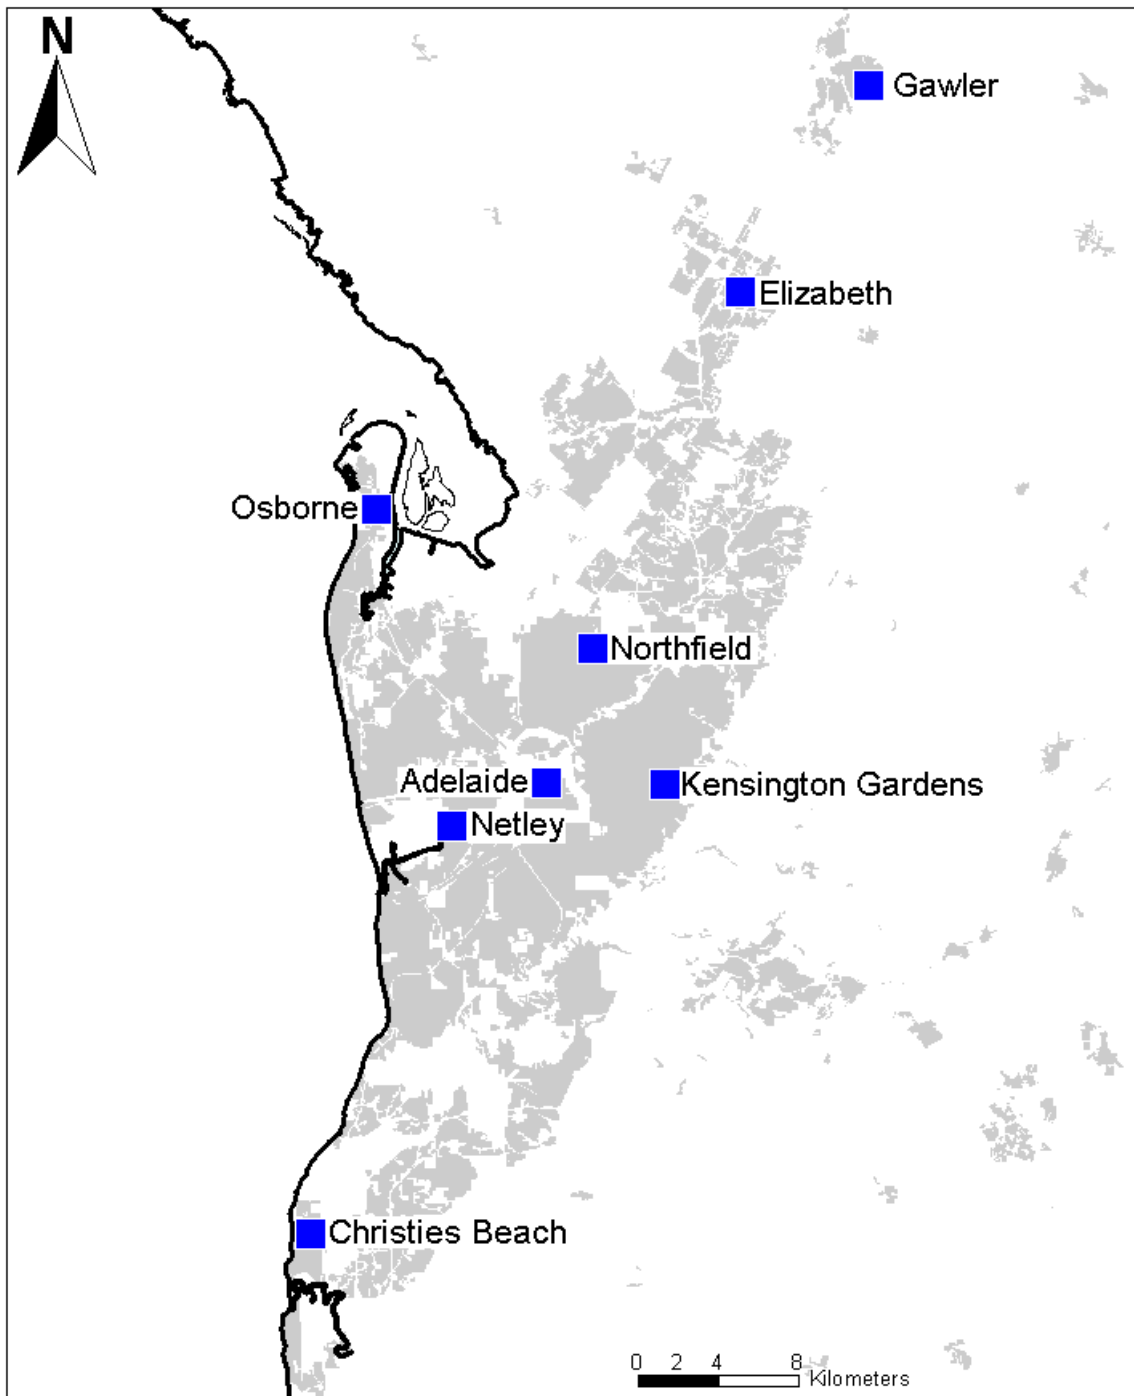 N
Gawler
Elizabeth
Osborne
Northfield
Adelaide
Kensington Gardens
Netley
Christies Beach
0 2 4 8
Kilometers